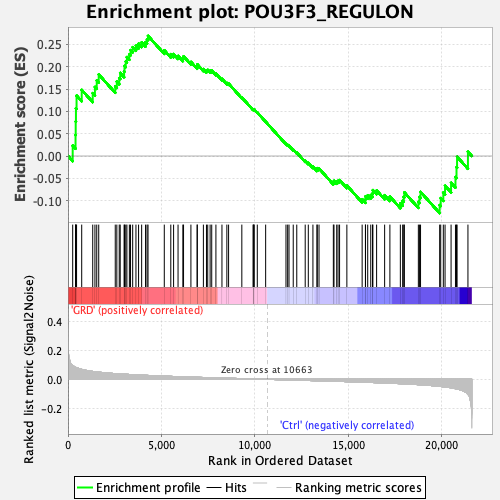 Enrichment plot: POU3F3_REGULON
Enrichment score (ES)
0.25
0.20
0.15
0.10
0.05
0.00
-0.05
-0.10
Ranked list metric (Signal2Noise)
'GRD' (positively correlated)
0.4
0.2
Zero cross at 10663
0.0
-0.2
'Ctrl' (negatively correlated)
0
5,000
10,000
15,000
20,000
Rank in Ordered Dataset
Enrichment profile
Hits
Ranking metric scores